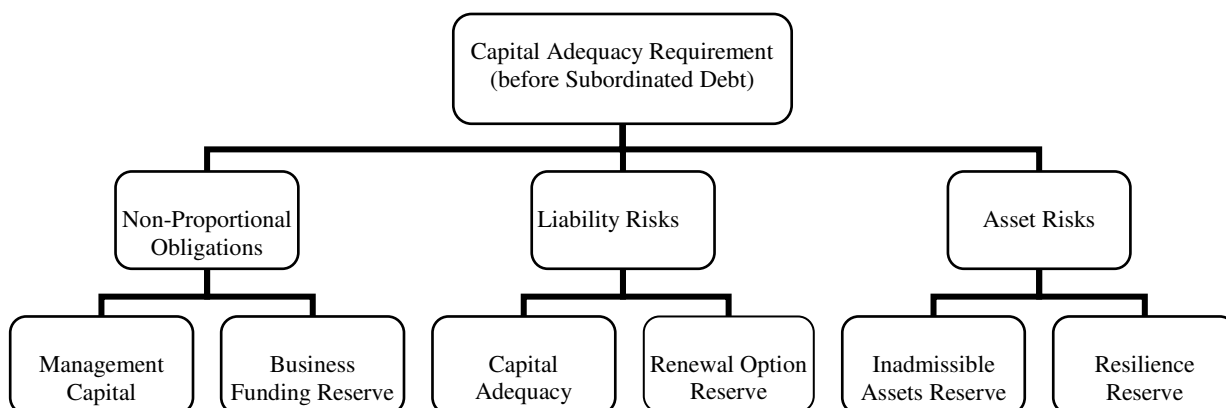 Capital Adequacy Requirement
(before Subordinated Debt)
Non-Proportional
Obligations
Liability Risks
Asset Risks
Management
Capital
Business
Funding Reserve
Capital
Adequacy
Renewal Option
Reserve
Inadmissible
Assets Reserve
Resilience
Reserve